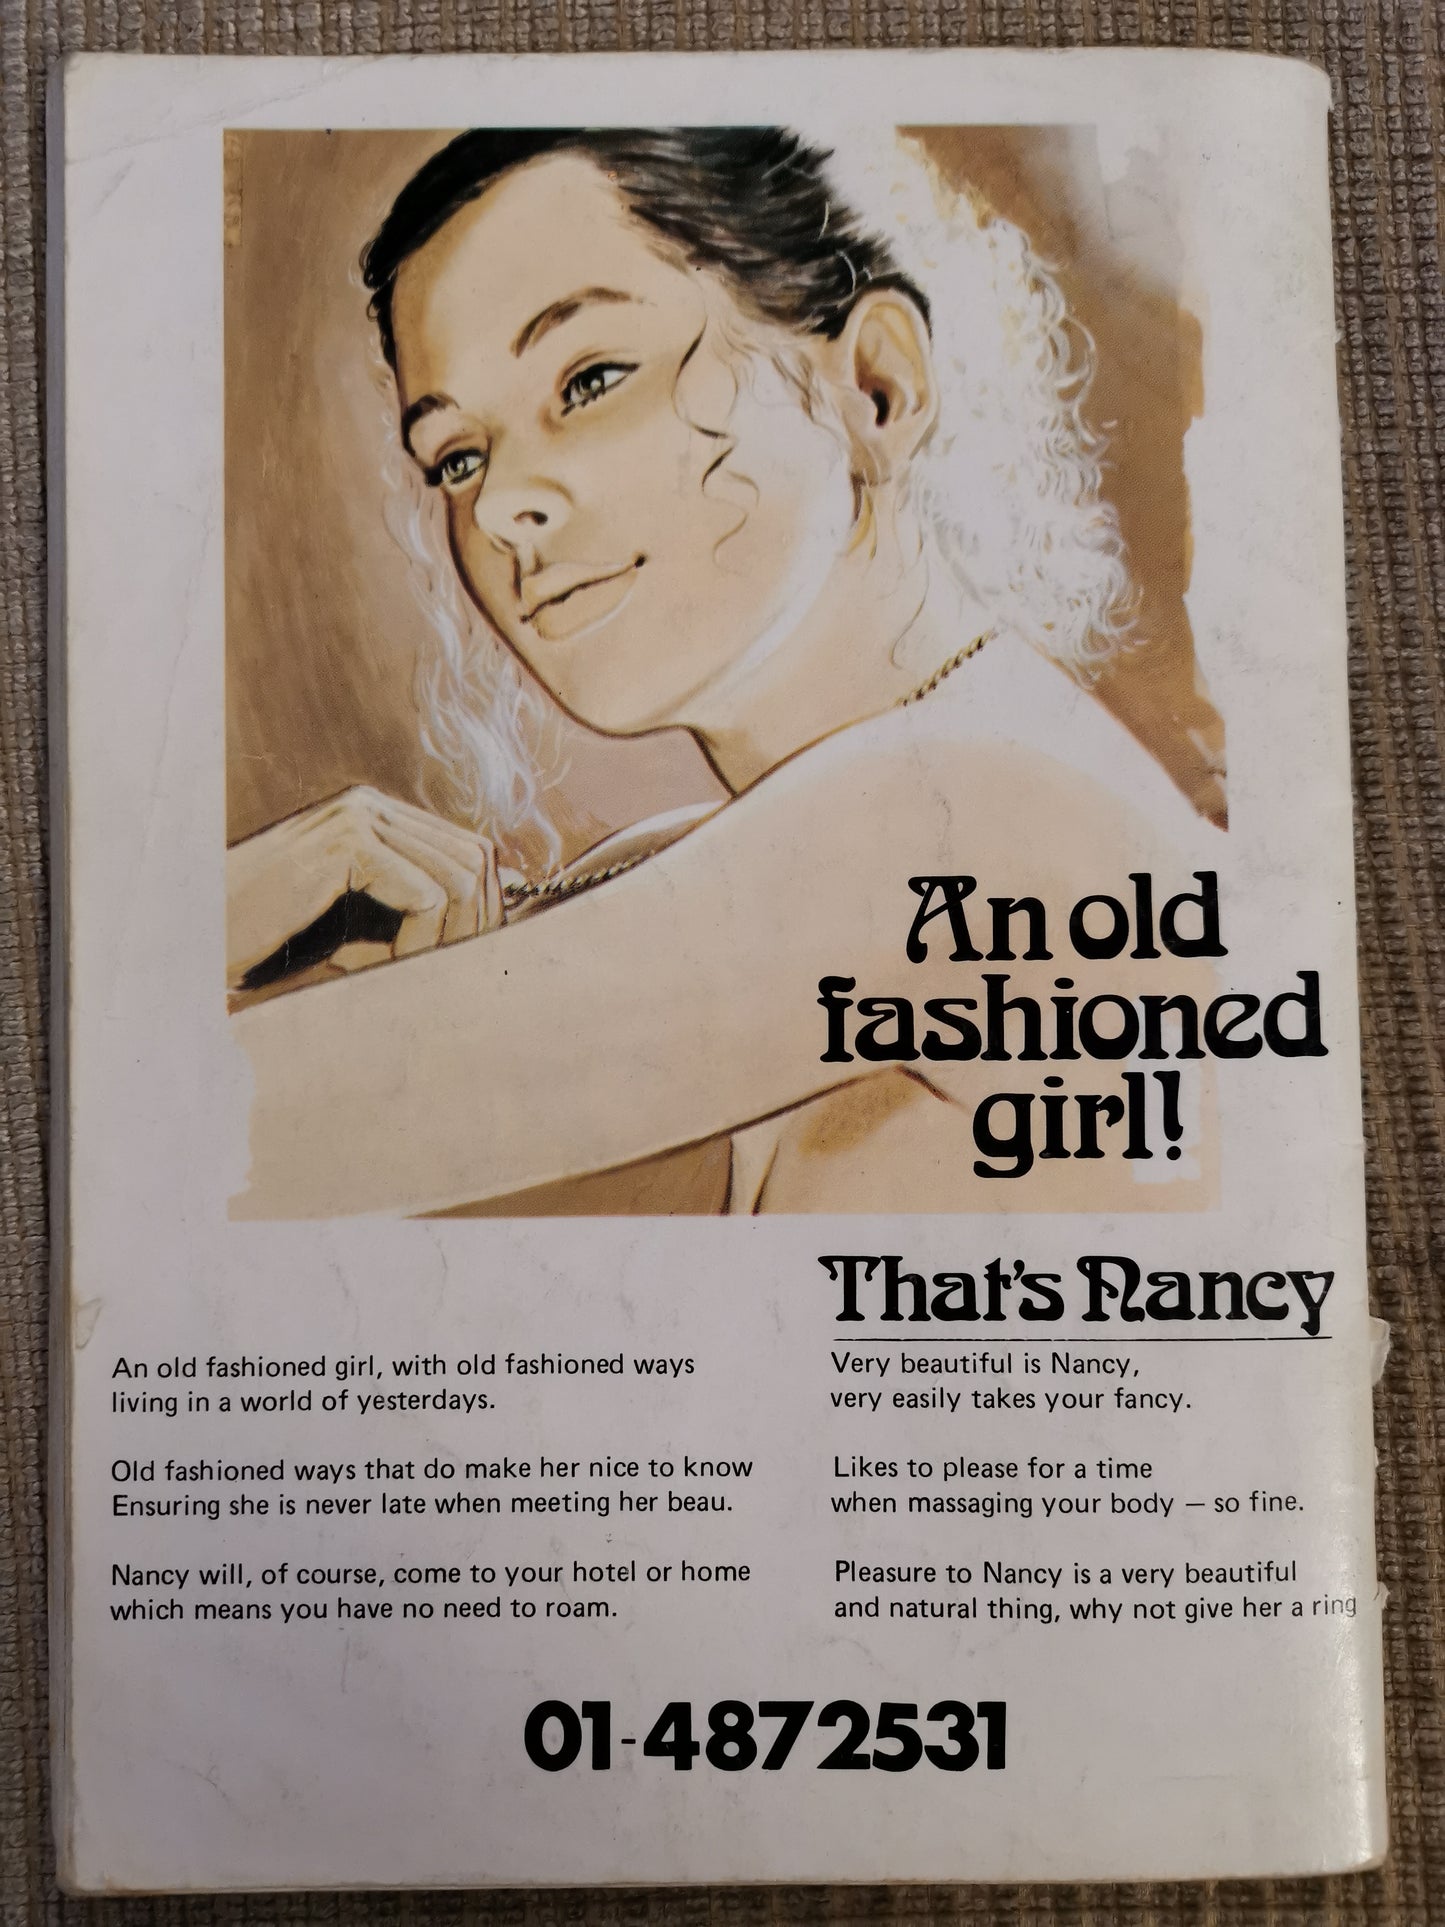 An old
fashioned
girl!
That's Nancy
An old fashioned girl, with old fashioned ways
living in a world of yesterdays.
Old fashioned ways that do make her nice to know
Ensuring she is never late when meeting her beau.
Nancy will, of course, come to your hotel or home
which means you have no need to roam.
Very beautiful is Nancy,
very easily takes your fancy.
Likes to please for a time
when massaging your body — so fine.
Pleasure to Nancy is a very beautiful
and natural thing, why not give her a ring
01-4872531